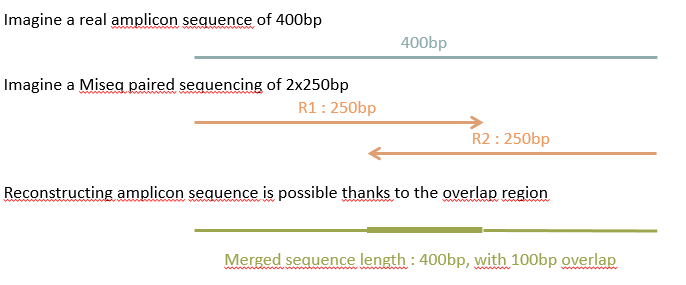 Imagine a real amplicon sequence of 400bp
400bp
Imagine a Miseq paired sequencing of 2x250bp
R1 : 250bp
R2 : 250bp
Reconstructing amplicon sequence is possible thanks to the overlap region
Merged sequence length : 400bp, with 100bp overlap